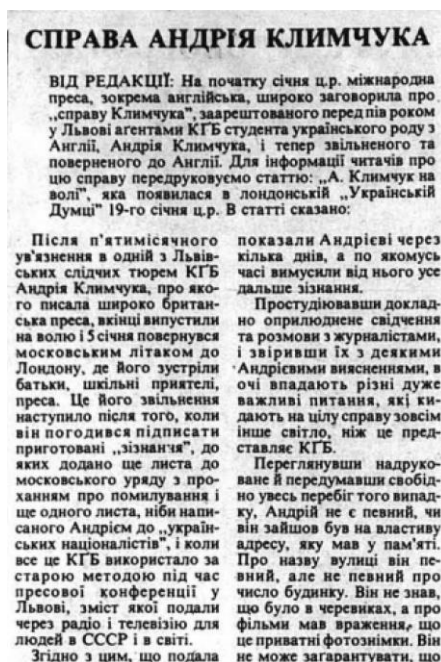 СПРАВА АНДРІЯ КЛИМЧУКА
ВІД РЕДАКЦІЇ: На початку січня ц.р. міжнародна
преса, зокрема англійська, широко заговорила про
„справу Климчука", заарештованого перед пів роком
у Львові агентами КҐБ студента українського роду з
Англії, Андрія Климчука, і тепер звільненого та
поверненого до Англії. Для інформації читачів про
цю справу передруковуємо статтю: „А. Климчук на
волі", яка появилася в лондонській „Українській
Думці" 19-го січня ц.р. В статті сказано:
Після п'ятимісячного
ув'язнення в одній з Львів-
ських слідчих тюрем КҐБ
Андрія Климчука, про яко-
го писала широко британ-
ська преса, вкінці випустили
на волю і 5 січня повернувся
московським літаком до
Лондону, де його зустріли
батьки, шкільні приятелі,
преса. Це його звільнення
наступило після того, коли
він погодився підписати
приготовані „зізнання", до
яких додано ще листа до
московського уряду з про-
ханням про помилування і
ще одного листа, ніби напи-
саного Андрієм до „україн-
ських націоналістів", і коли
все це КҐБ використало за
старою методою під час
пресової конференції у
Львові, зміст якої подали
через радіо і телевізію для
людей в СССР і в світі.
Згідно з цим, що подала
показали Андрієві через
кілька днів, а по якомусь
часі вимусили від нього усе
дальше зізнання.
Простудіювавши доклад-
но оприлюднене свідчення
та розмови з журналістами,
і звіривши їх з деякими
Андрієвими виясненнями, в
очі впадають різні дуже
важливі питання, які ки-
дають на цілу справу зовсім
інше світло, ніж це пред-
ставляє КҐБ.
Переглянувши надруко-
ване й передумавши свобід-
но увесь перебіг того випад-
ку, Андрій не є певний, чи
він зайшов був на властиву
адресу, яку мав у пам'яті.
Про назву вулиці він пе-
вний, але не певний про
число будинку. Він не знав,
що було в черевиках, а про
фільми мав враження, що
це приватні фотознімки. Він
не може загарантувати, що